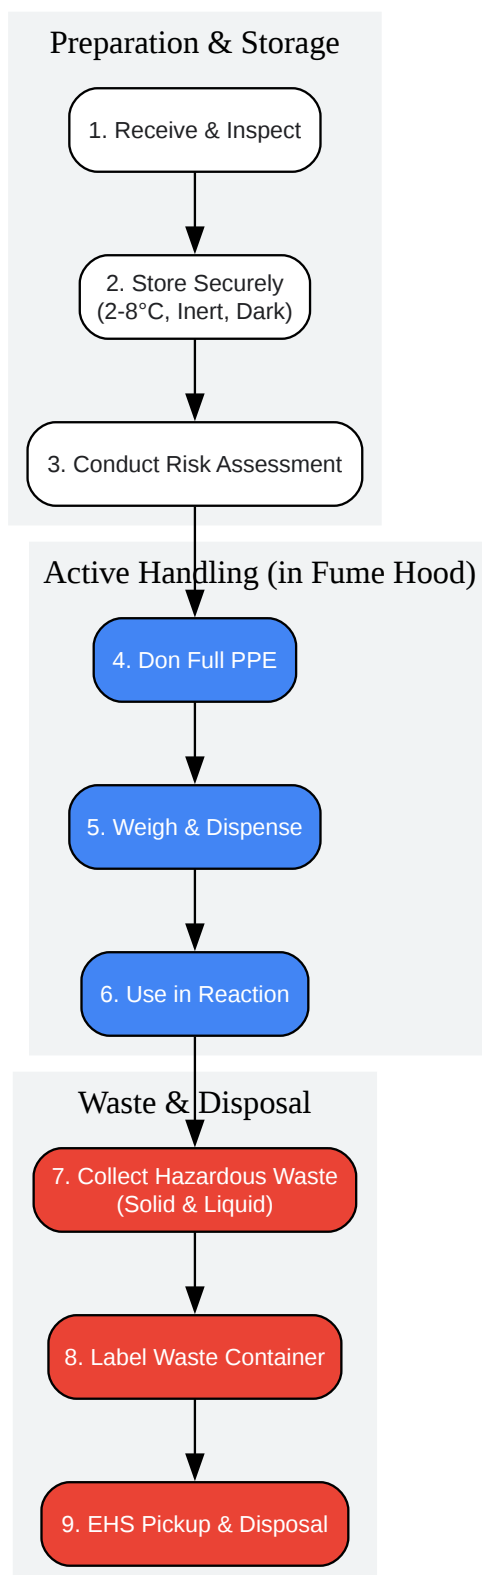 Preparation & Storage
1. Receive & Inspect
2. Store Securely
(2-8°C, Inert, Dark)
3. Conduct Risk Assessment
Active Handling (in Fume Hood)
4. Don Full PPE
5. Weigh & Dispense
6. Use in Reaction
Waste & Disposal
7. Collect Hazardous Waste
(Solid & Liquid)
8. Label Waste Container
9. EHS Pickup & Disposal